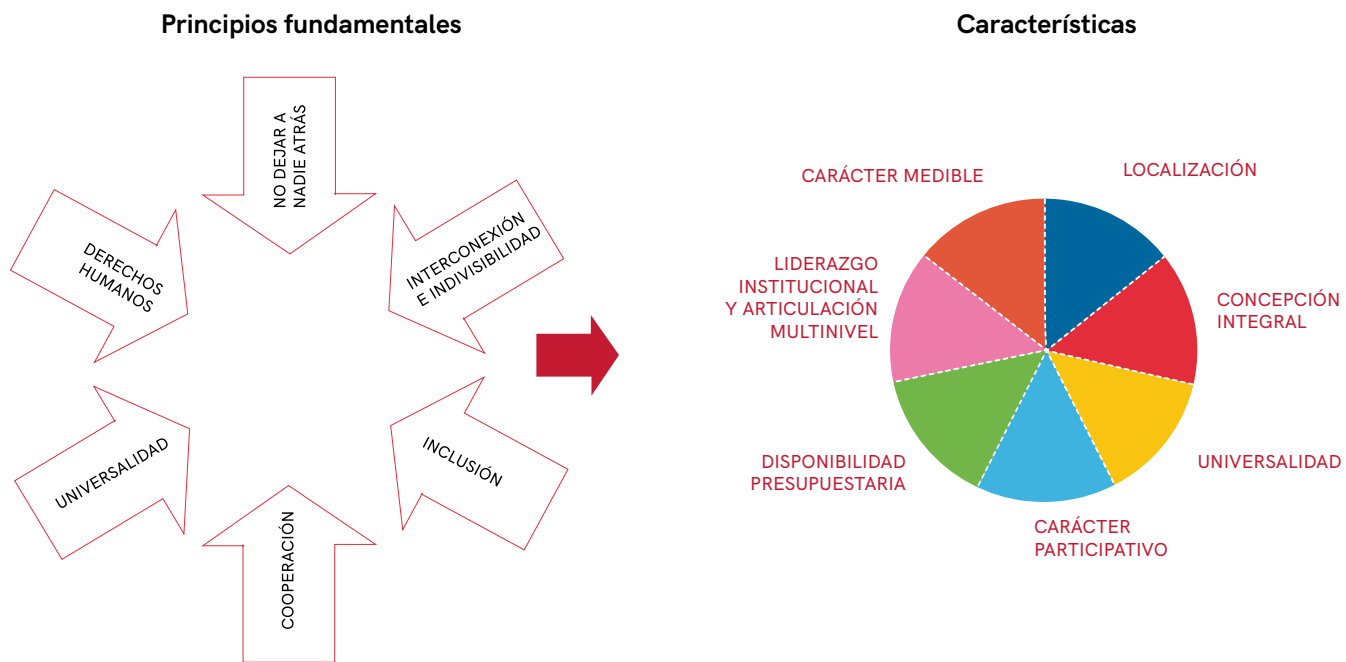 Principios fundamentales
NO DEJAR A
NADIE ATRÁS
INTERCONEXIÓN
E INDIVISIBILIDAD
INCLUSIÓN
COOPERACIÓN
UNIVERSALIDAD
DERECHOS
HUMANOS
Características
LOCALIZACIÓN
CONCEPCIÓN
INTEGRAL
UNIVERSALIDAD
CARÁCTER
PARTICIPATIVO
DISPONIBILIDAD
PRESUPUESTARIA
LIDERAZGO
INSTITUCIONAL
Y ARTICULACIÓN
MULTINIVEL
CARÁCTER MEDIBLE